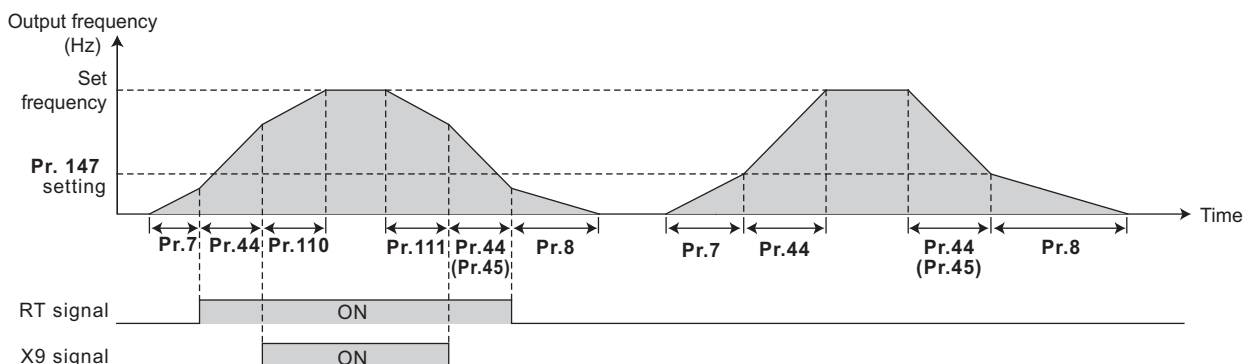 Output frequency
(Hz)
Set
frequency
Pr. 147
setting
Time
Pr.7
Pr.44
Pr.110
Pr.111
Pr.44
(Pr.45)
Pr.8
Pr.7
Pr.44
Pr.44
(Pr.45)
Pr.8
RT signal
ON
X9 signal
ON